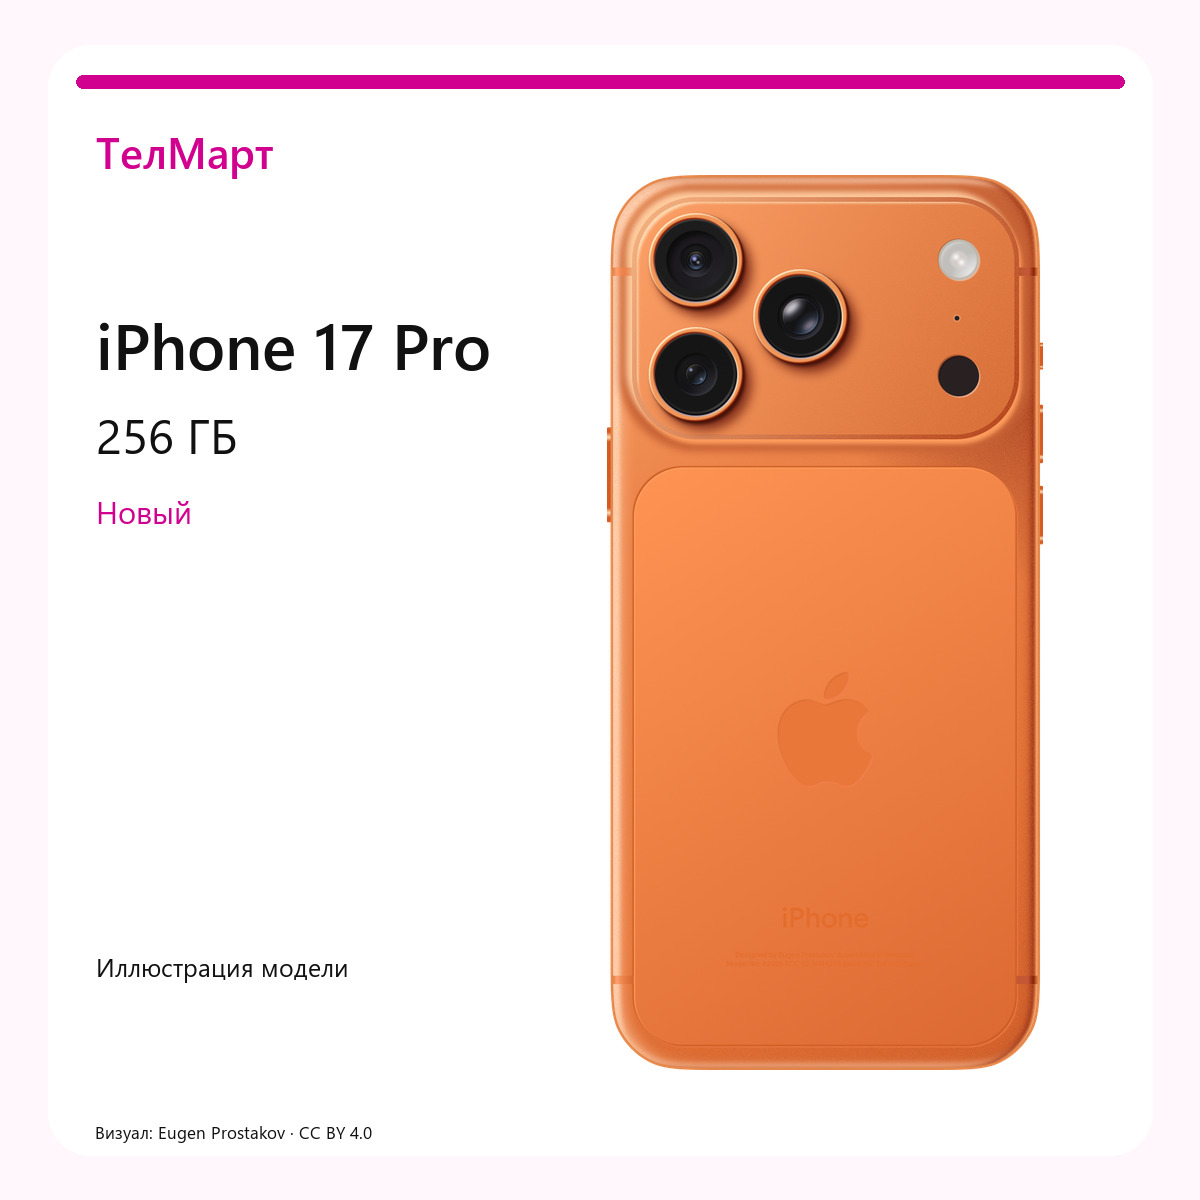 ТелМарт
iPhone 17 Pro
256 ГБ
Новый
iPhone
Иллюстрация модели
Визуал: Eugen Prostakov · CC BY 4.0